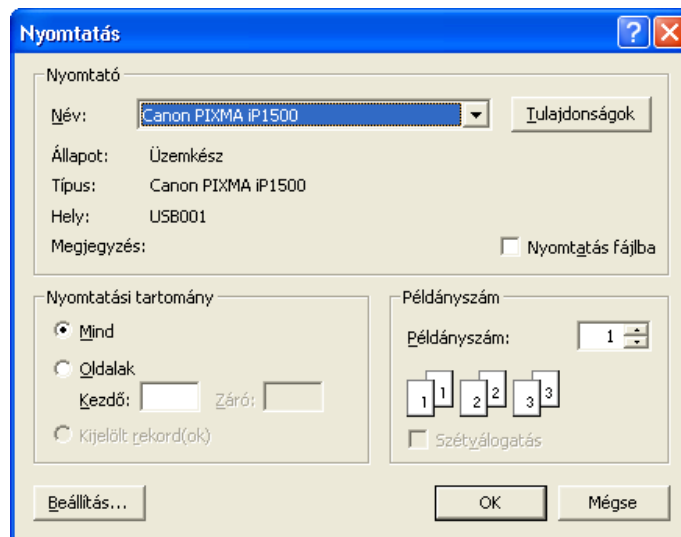 Nyomtatás
Nyomtató
Név: Canon PIXMA iP1500 Tulajdonságok
Állapot: Üzemkész
Típus: Canon PIXMA iP1500
Hely: USB001
Megjegyzés: Nyomtatás fájlba
Nyomtatási tartomány
Mind
Oldalak
Kezdő: Záró:
Kijelölt rekord(ok)
Példányszám
Példányszám: 1
1 1 2 2 3 3
Szétválogatás
Beállítás... OK Mégse